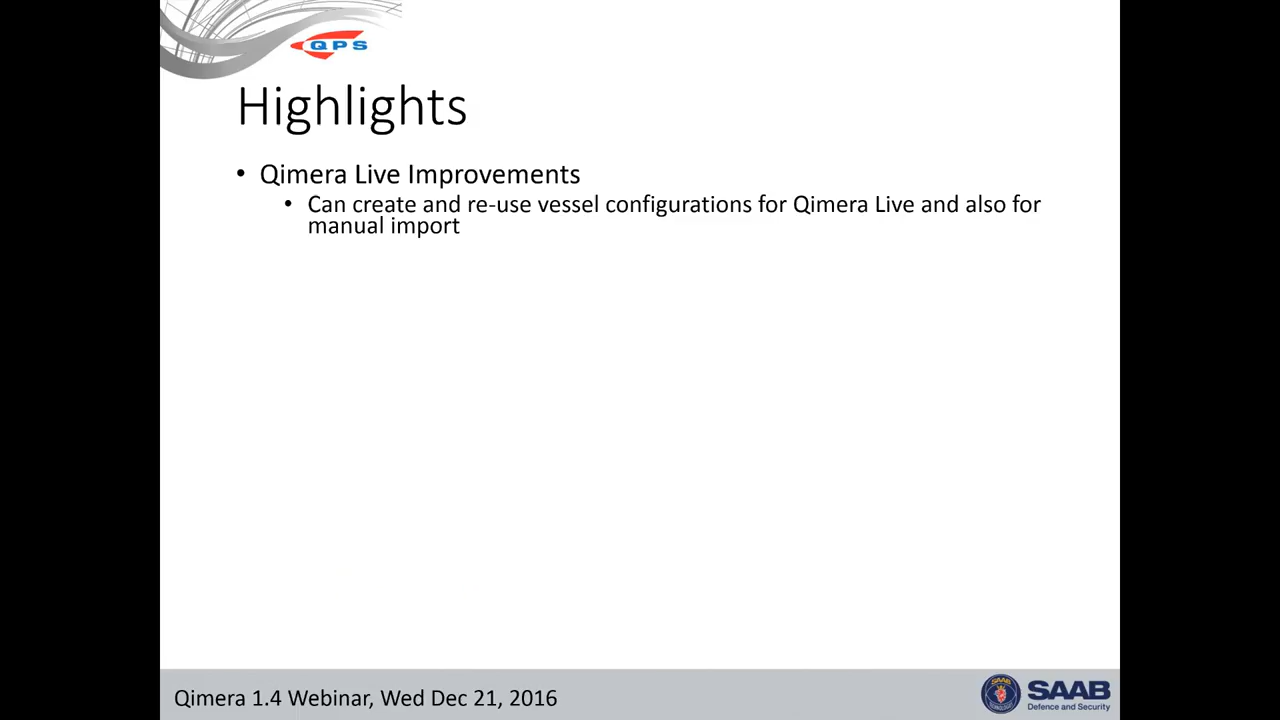 QPS
Highlights
• Qimera Live Improvements
• Can create and re-use vessel configurations for Qimera Live and also for
manual import
Qimera 1.4 Webinar, Wed Dec 21, 2016
SAAB
Defence and Security